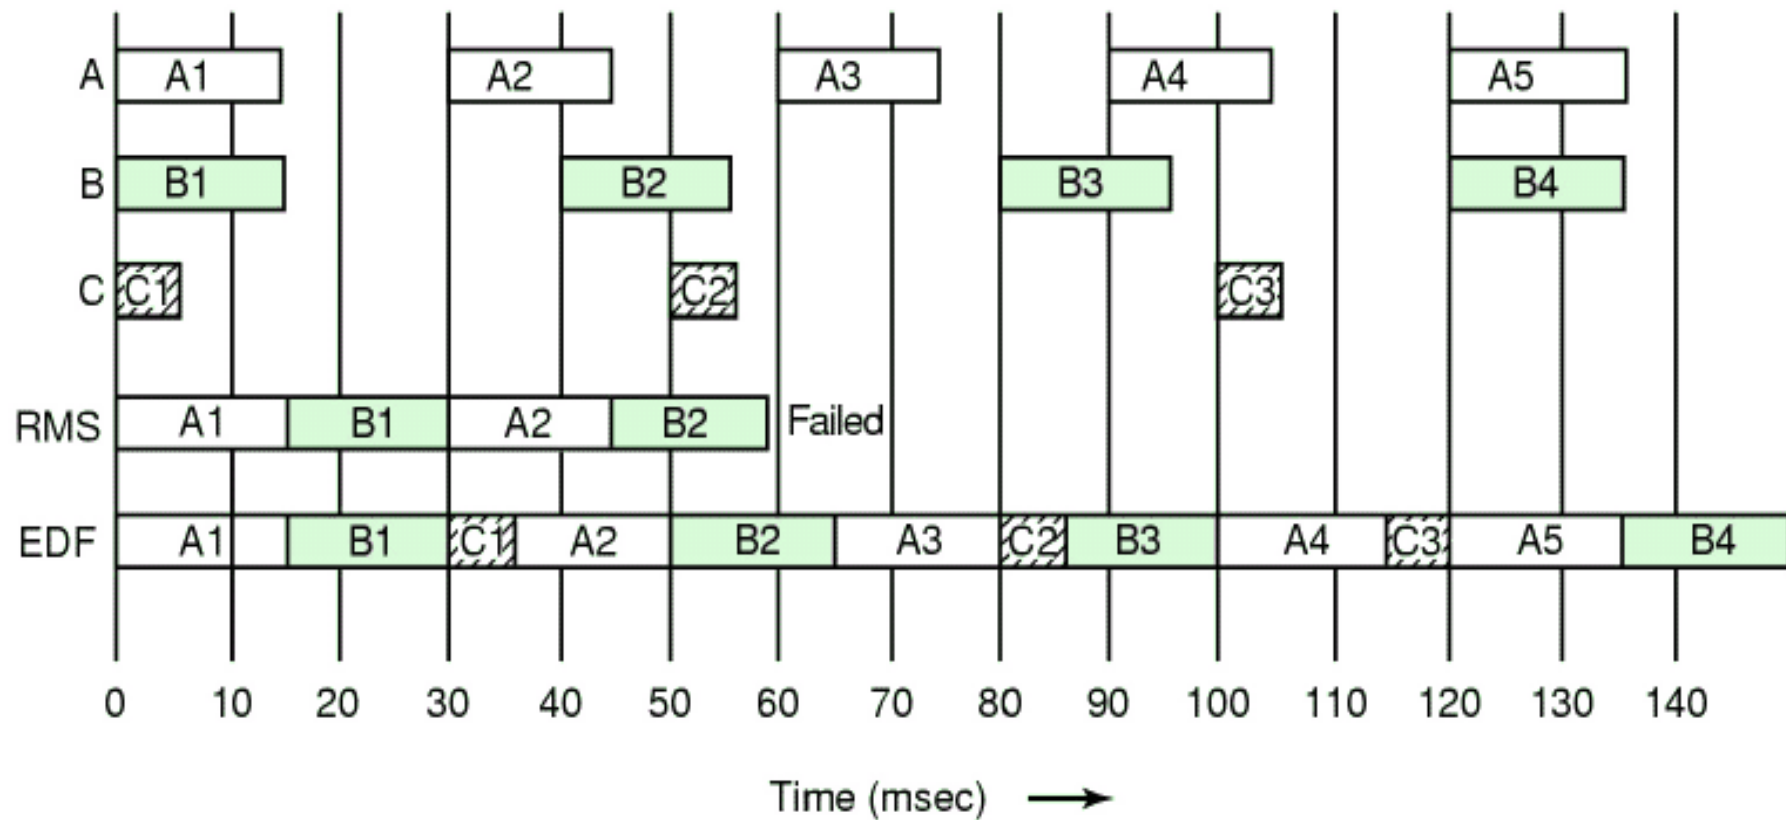 A A1 A2 A3 A4 A5
B B1 B2 B3 B4
C C1 C2 C3
RMS A1 B1 A2 B2 Failed
EDF A1 B1 C1 A2 B2 A3 C2 B3 A4 C3 A5 B4
0 10 20 30 40 50 60 70 80 90 100 110 120 130 140
Time (msec)